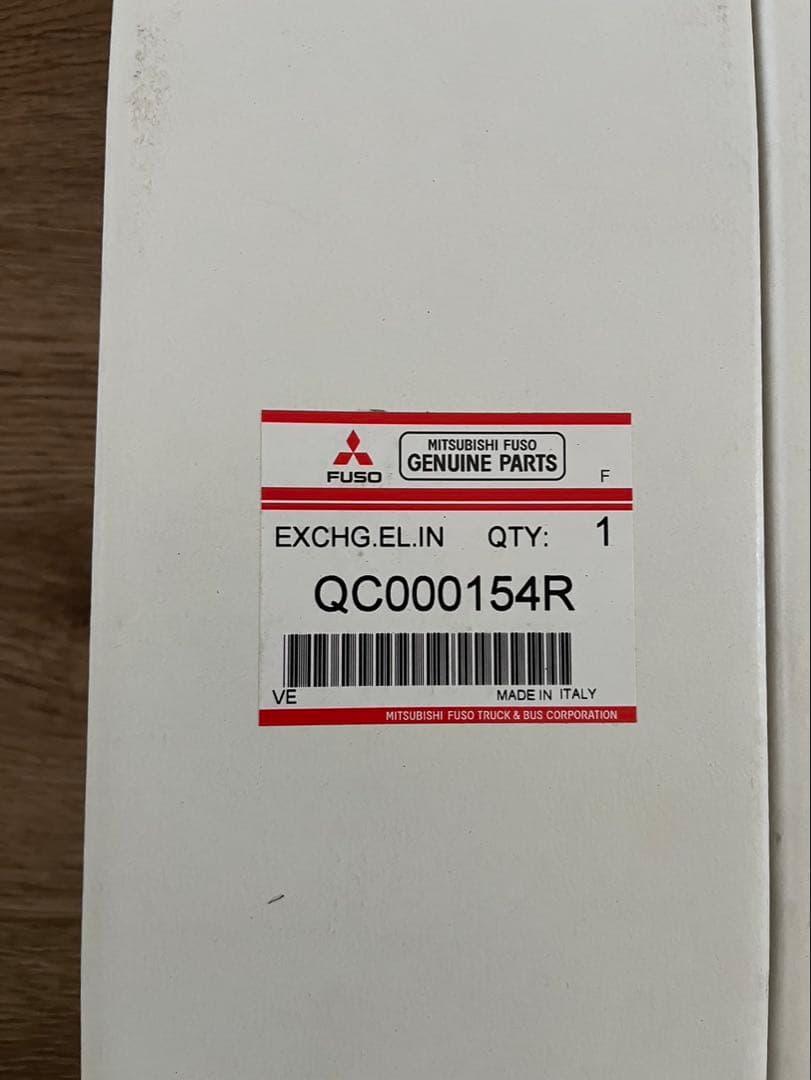 FUSO
MITSUBISHI FUSO
GENUINE PARTS
F
EXCHG.EL.IN QTY: 1
QC000154R
VE MADE IN ITALY
MITSUBISHI FUSO TRUCK & BUS CORPORATION